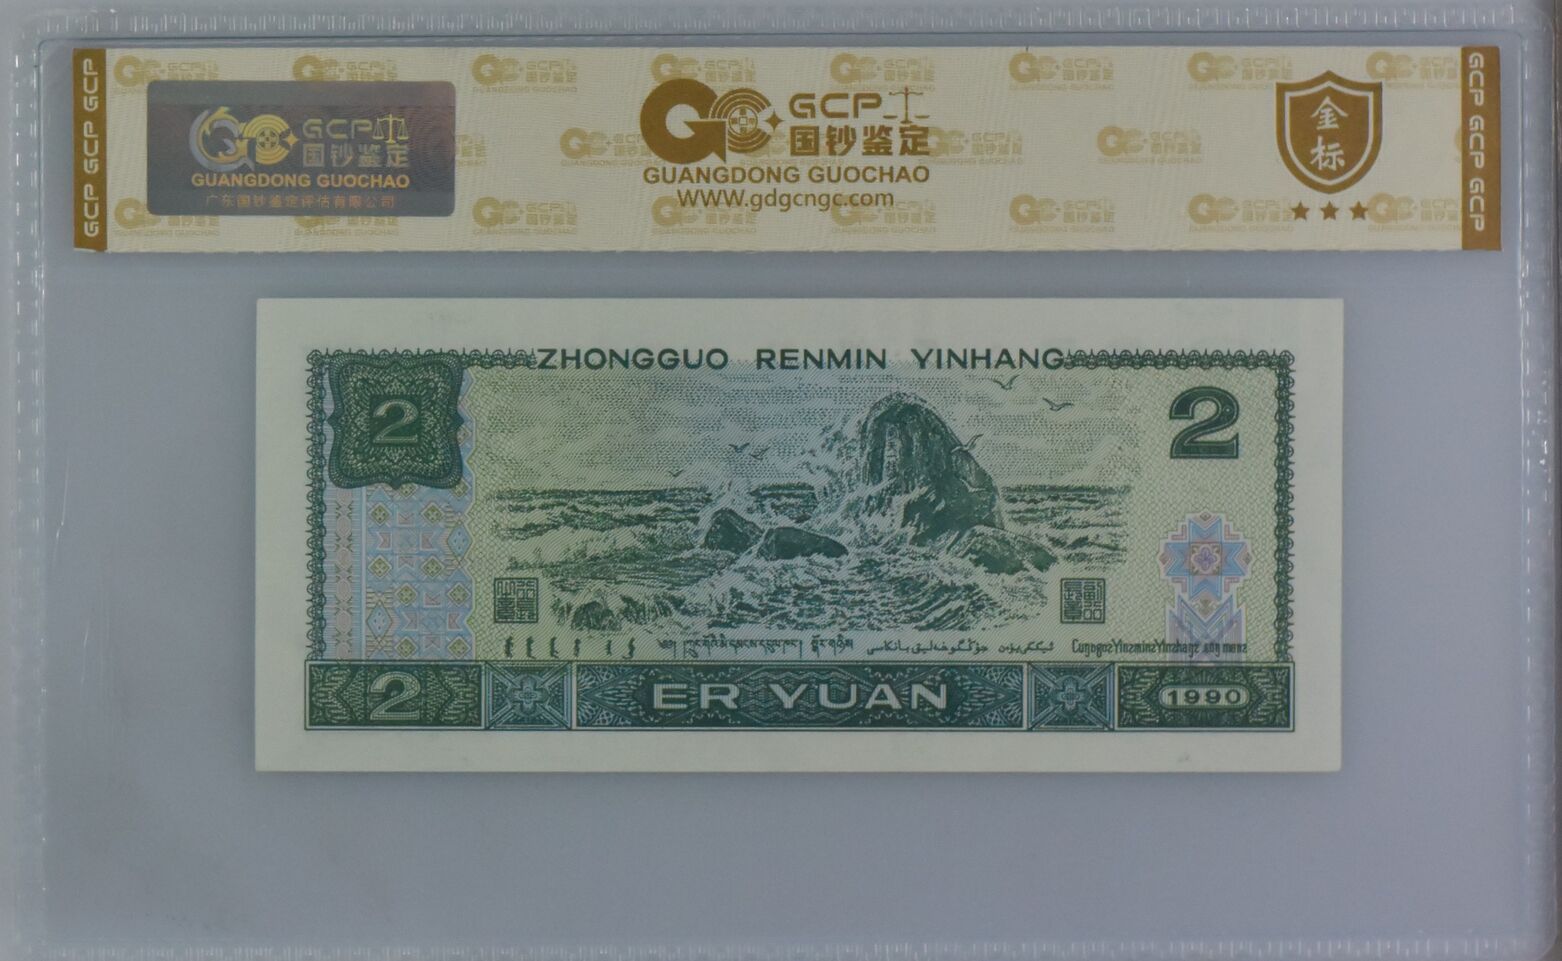 GCP GCP
GCP
国钞鉴定
GUANGDONG GUOCHAO
广东国钞鉴定评估有限公司
GCP
国钞鉴定
GUANGDONG GUOCHAO
WWW.gdgcngc.com
金标
GCP GCP GCP
ZHONGGUO RENMIN YINHANG
2
2
2
ER YUAN
1990